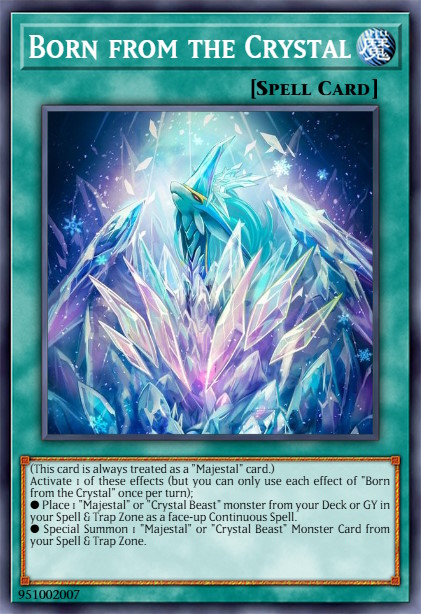 Born from the Crystal
魔
[Spell Card]
(This card is always treated as a "Majestal" card.)
Activate 1 of these effects (but you can only use each effect of "Born
from the Crystal" once per turn);
● Place 1 "Majestal" or "Crystal Beast" monster from your Deck or GY in
your Spell & Trap Zone as a face-up Continuous Spell.
● Special Summon 1 "Majestal" or "Crystal Beast" Monster Card from
your Spell & Trap Zone.
951002007